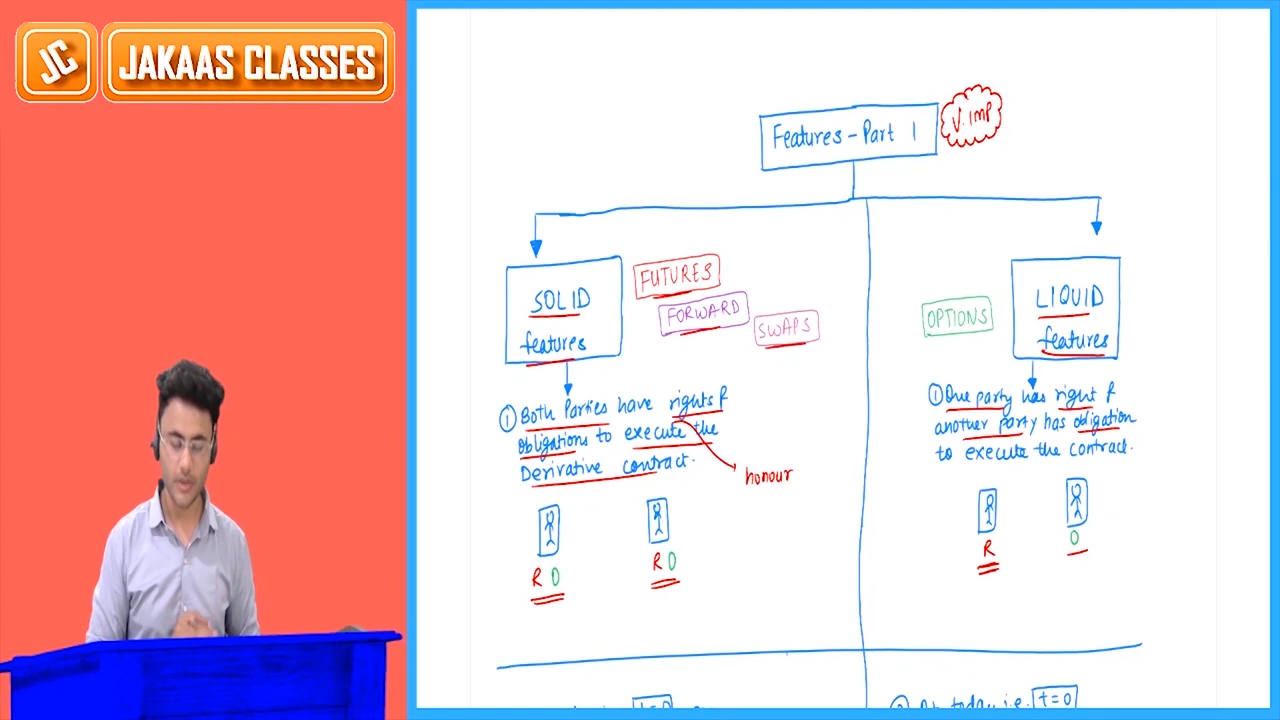 JC
JAKAAS CLASSES
Features - Part 1
V. IMP
SOLID
features
FUTURES
FORWARD
SWAPS
OPTIONS
LIQUID
features
① Both Parties have rights &
obligations to execute the
Derivative contract.
honour
R O
R O
① One party has right &
another party has obligation
to execute the contract.
R
O
t=0
today i.e. t=0